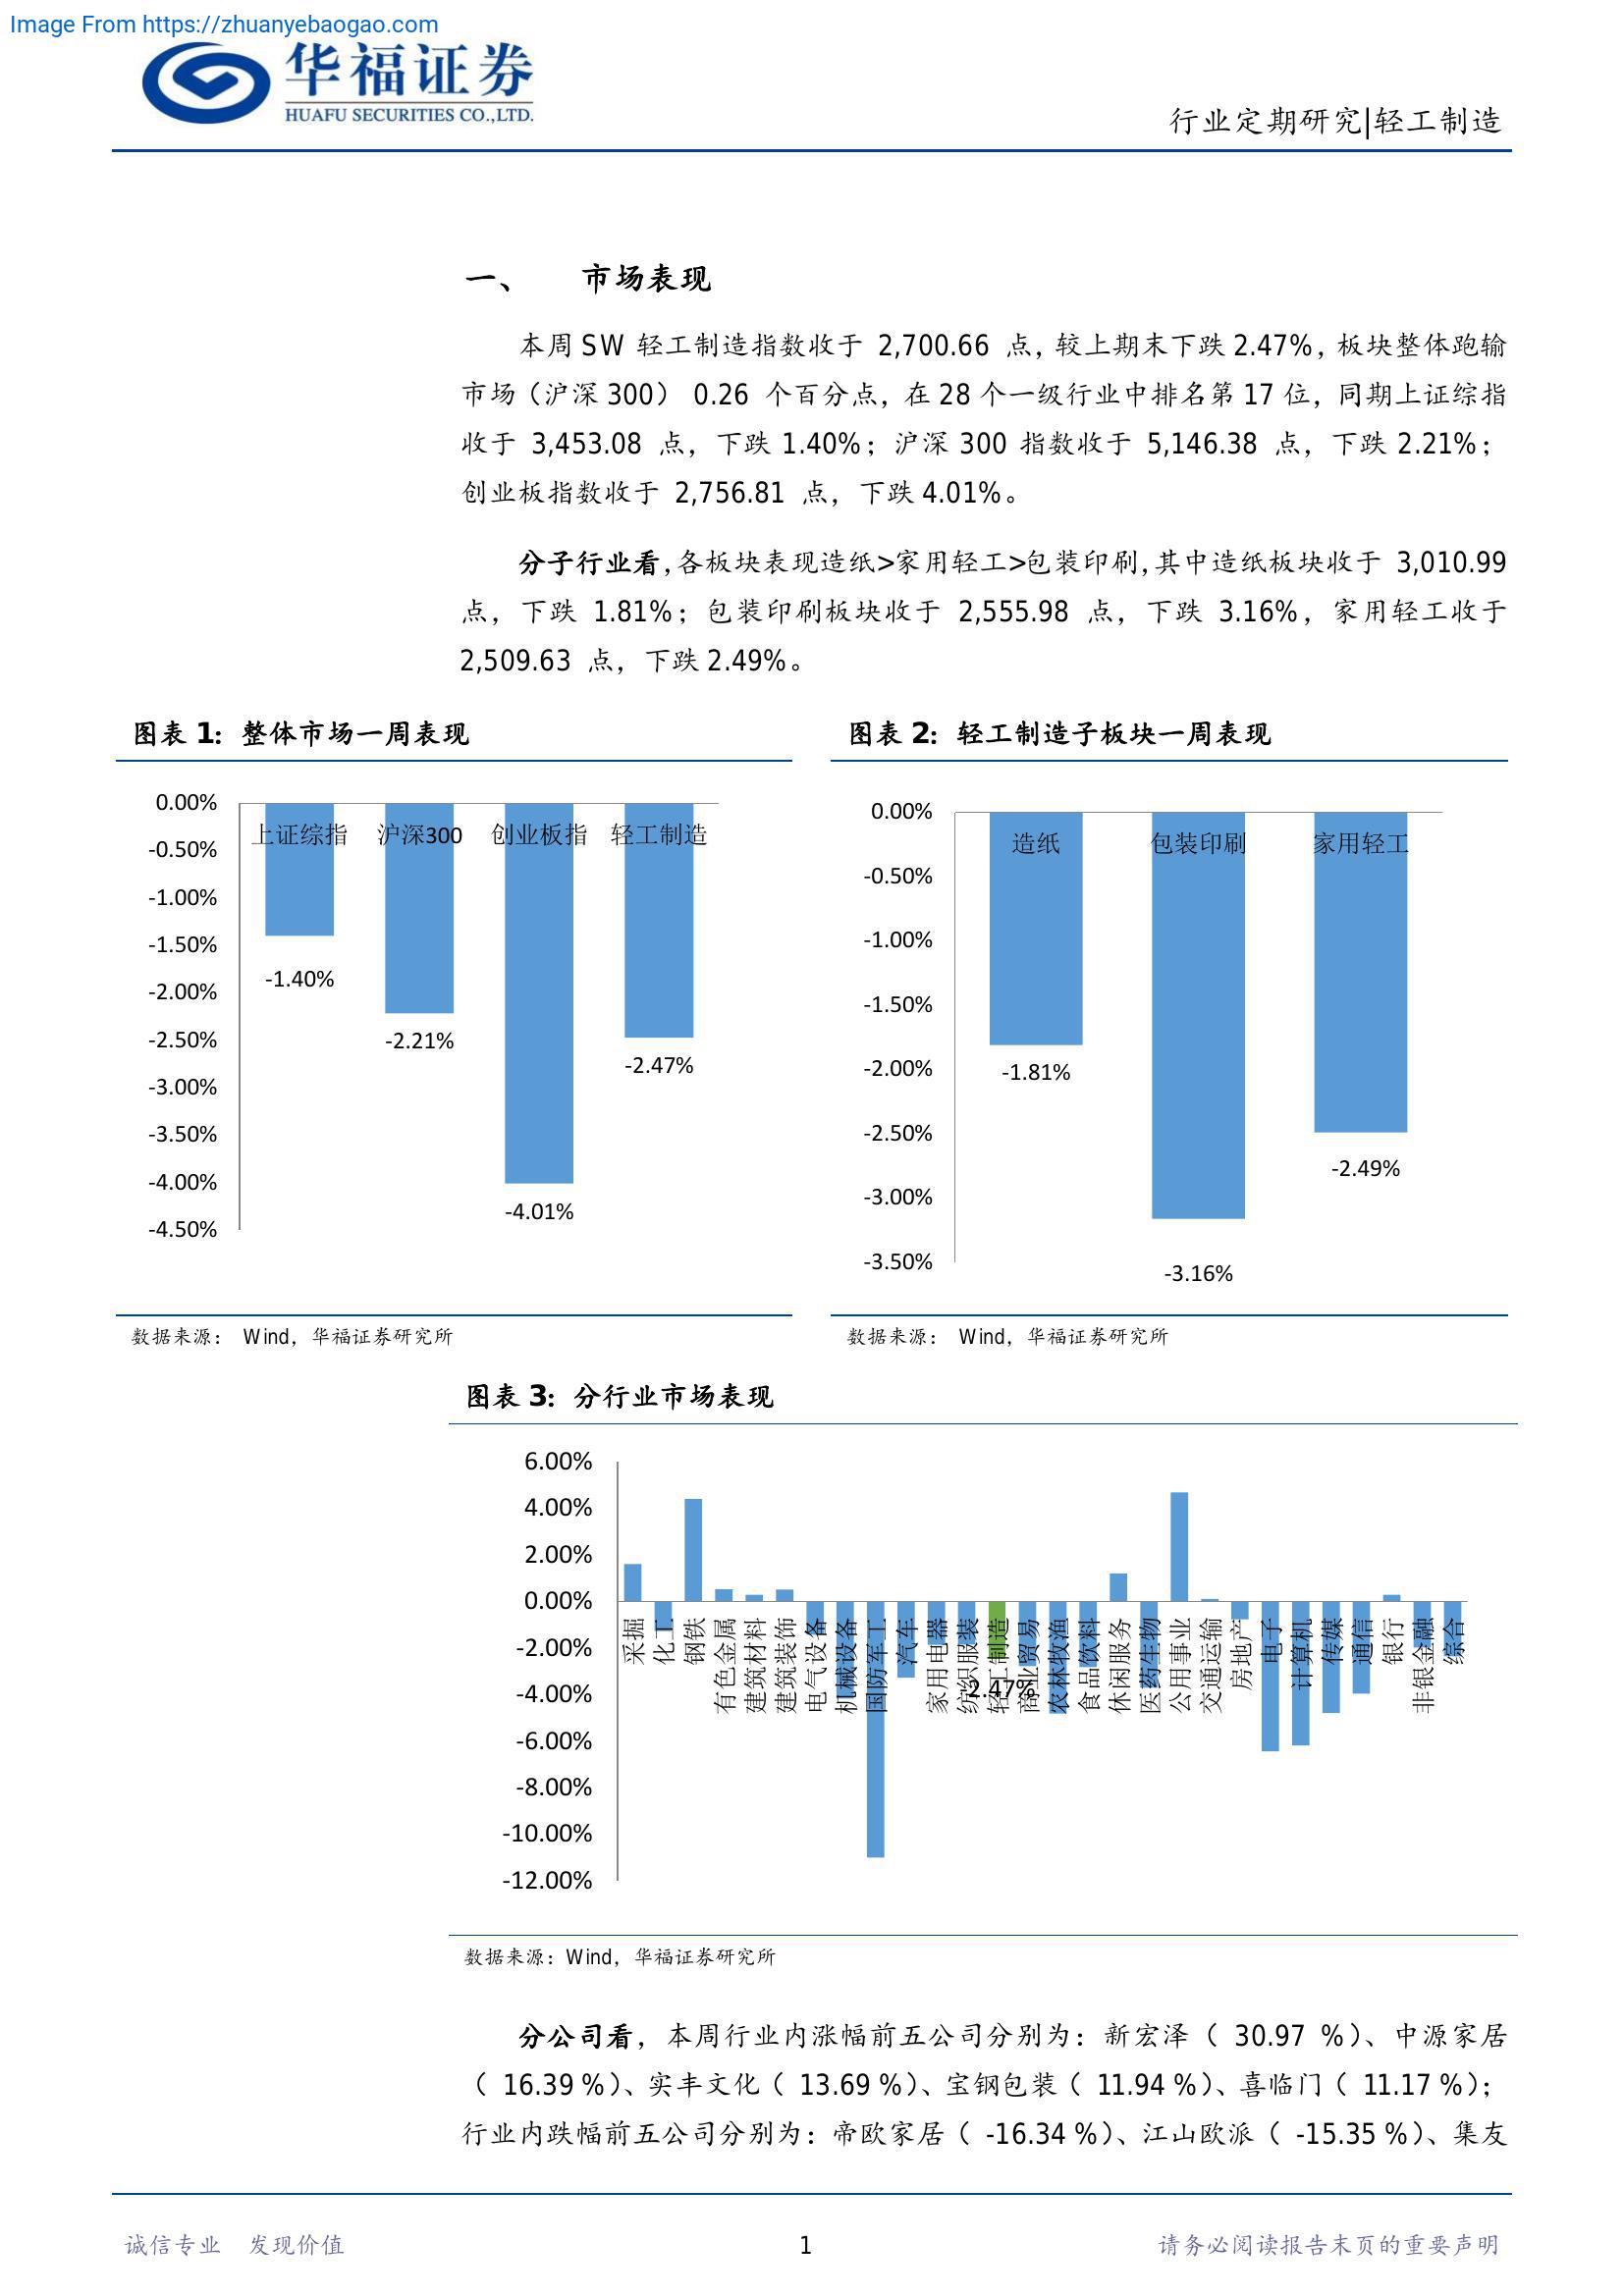 Image From https://zhuanyebaogao.com
华福证券
HUAFU SECURITIES CO.,LTD.
行业定期研究|轻工制造
一、 市场表现
本周 SW 轻工制造指数收于 2,700.66 点，较上期末下跌 2.47%，板块整体跑输
市场（沪深 300） 0.26 个百分点，在 28 个一级行业中排名第 17 位，同期上证综指
收于 3,453.08 点，下跌 1.40%；沪深 300 指数收于 5,146.38 点，下跌 2.21%；
创业板指数收于 2,756.81 点，下跌 4.01%。
分子行业看，各板块表现造纸>家用轻工>包装印刷，其中造纸板块收于 3,010.99
点，下跌 1.81%；包装印刷板块收于 2,555.98 点，下跌 3.16%，家用轻工收于
2,509.63 点，下跌 2.49%。
图表 1: 整体市场一周表现
0.00%
-0.50%
-1.00%
-1.50%
-2.00%
-2.50%
-3.00%
-3.50%
-4.00%
-4.50%
上证综指 沪深300 创业板指 轻工制造
-1.40%
-2.21%
-4.01%
-2.47%
数据来源： Wind，华福证券研究所
图表 2: 轻工制造子板块一周表现
0.00%
-0.50%
-1.00%
-1.50%
-2.00%
-2.50%
-3.00%
-3.50%
造纸 包装印刷 家用轻工
-1.81%
-3.16%
-2.49%
数据来源： Wind，华福证券研究所
图表 3: 分行业市场表现
6.00%
4.00%
2.00%
0.00%
-2.00%
-4.00%
-6.00%
-8.00%
-10.00%
-12.00%
采掘
化工
钢铁
有色金属
建筑材料
建筑装饰
电气设备
机械设备
国防军工
汽车
家用电器
纺织服装
轻工制造
商业贸易
农林牧渔
食品饮料
休闲服务
医药生物
公用事业
交通运输
房地产
电子
计算机
传媒
通信
银行
非银金融
综合
-2.47%
数据来源：Wind，华福证券研究所
分公司看，本周行业内涨幅前五公司分别为：新宏泽（ 30.97 %）、中源家居
（ 16.39 %）、实丰文化（ 13.69 %）、宝钢包装（ 11.94 %）、喜临门（ 11.17 %）；
行业内跌幅前五公司分别为：帝欧家居（ -16.34 %）、江山欧派（ -15.35 %）、集友
诚信专业 发现价值
1
请务必阅读报告末页的重要声明